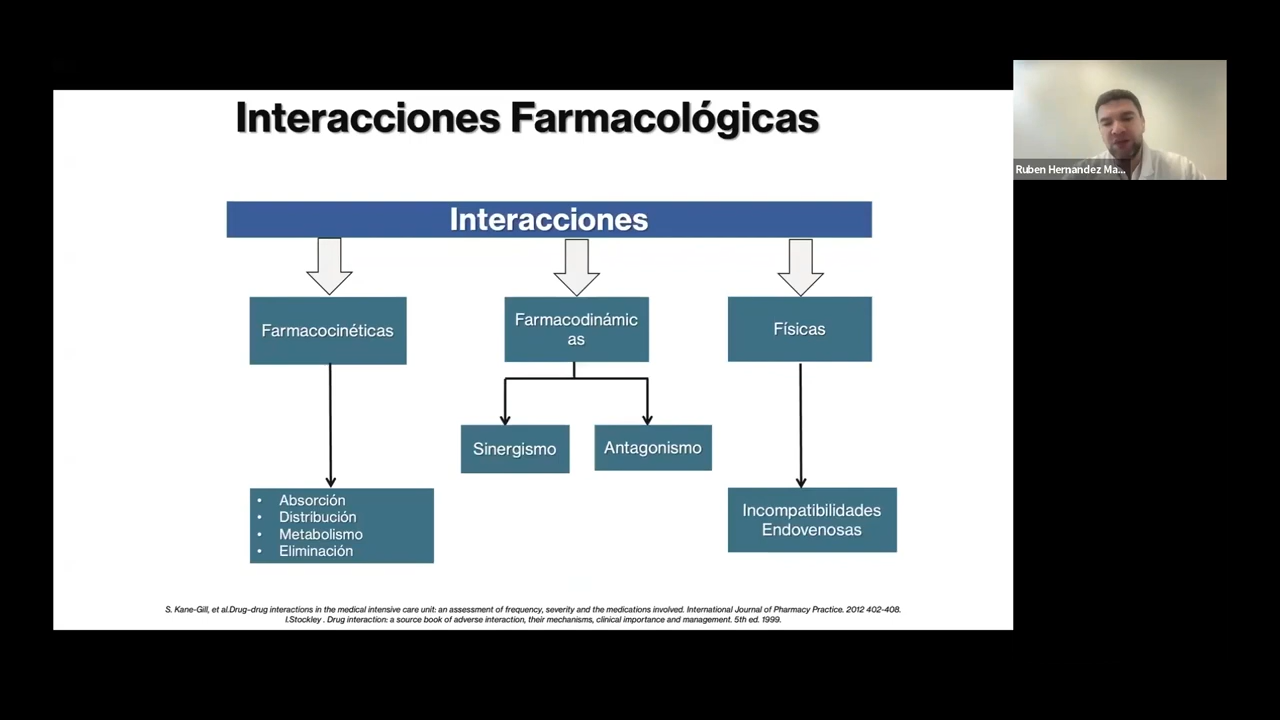 Interacciones Farmacológicas
Ruben Hernandez Ma...
Interacciones
Farmacocinéticas
Farmacodinámic
as
Físicas
Sinergismo
Antagonismo
• Absorción
• Distribución
• Metabolismo
• Eliminación
Incompatibilidades
Endovenosas
S. Kane-Gill, et al.Drug-drug interactions in the medical intensive care unit: an assessment of frequency, severity and the medications involved. International Journal of Pharmacy Practice. 2012 402-408.
I.Stockley . Drug interaction: a source book of adverse interaction, their mechanisms, clinical importance and management. 5th ed. 1999.